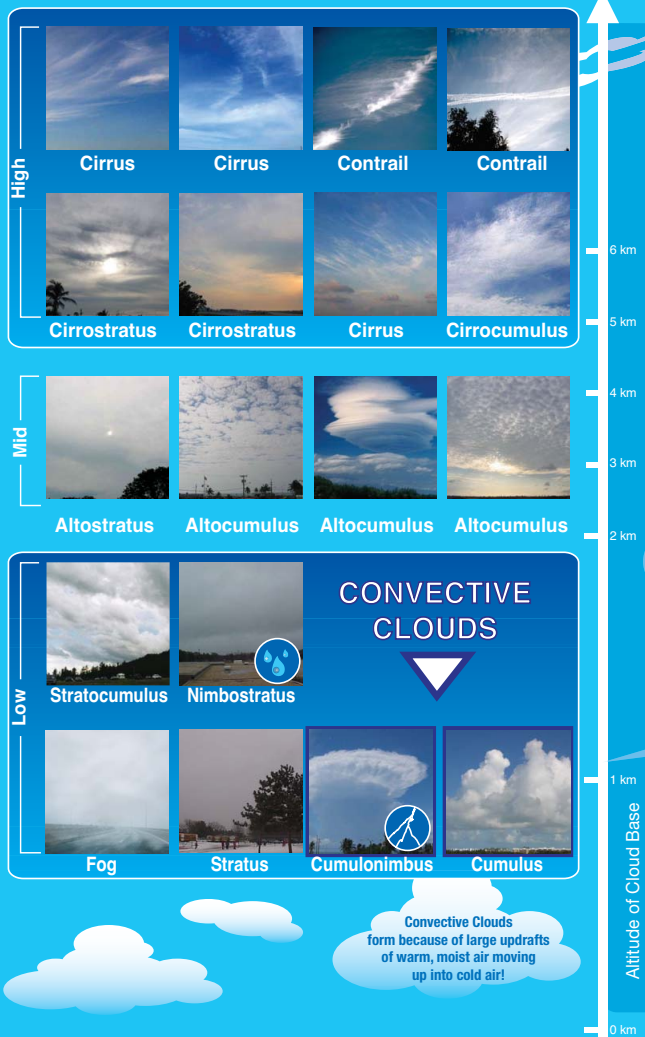 High
Cirrus
Cirrus
Contrail
Contrail
Cirrostratus
Cirrostratus
Cirrus
Cirrocumulus
Mid
Altostratus
Altocumulus
Altocumulus
Altocumulus
Low
CONVECTIVE
CLOUDS
Stratocumulus
Nimbostratus
Fog
Stratus
Cumulonimbus
Cumulus
Convective Clouds
form because of large updrafts
of warm, moist air moving
up into cold air!
6 km
5 km
4 km
3 km
2 km
1 km
0 km
Altitude of Cloud Base